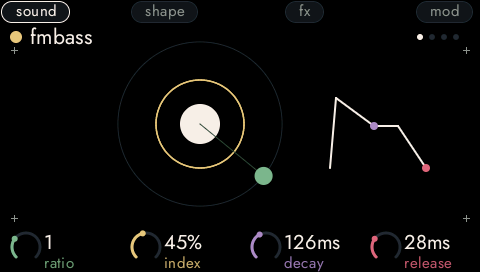 sound shape fx mod
fmbass
1 45% 126ms 28ms
ratio index decay release